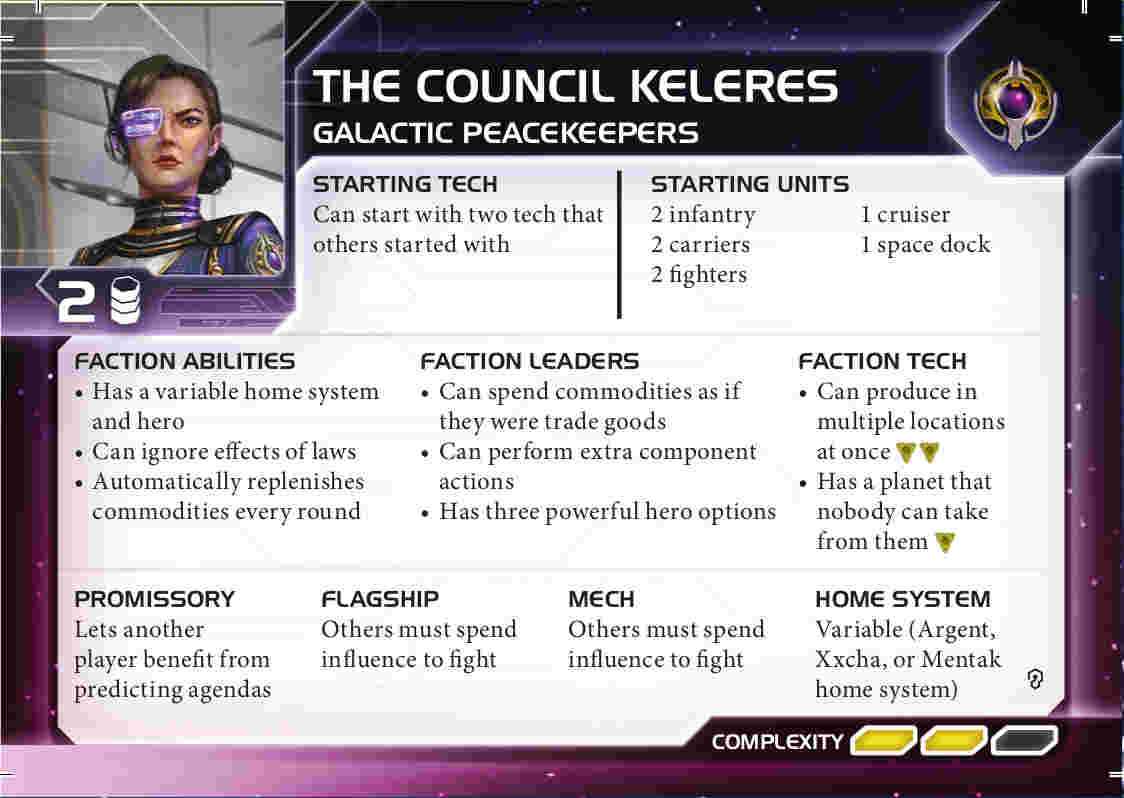 THE COUNCIL KELERES
GALACTIC PEACEKEEPERS
2
STARTING TECH
Can start with two tech that
others started with
STARTING UNITS
2 infantry
2 carriers
2 fighters
1 cruiser
1 space dock
FACTION ABILITIES
• Has a variable home system
and hero
• Can ignore effects of laws
• Automatically replenishes
commodities every round
FACTION LEADERS
• Can spend commodities as if
they were trade goods
• Can perform extra component
actions
• Has three powerful hero options
FACTION TECH
• Can produce in
multiple locations
at once
• Has a planet that
nobody can take
from them
PROMISSORY
Lets another
player benefit from
predicting agendas
FLAGSHIP
Others must spend
influence to fight
MECH
Others must spend
influence to fight
HOME SYSTEM
Variable (Argent,
Xxcha, or Mentak
home system)
COMPLEXITY